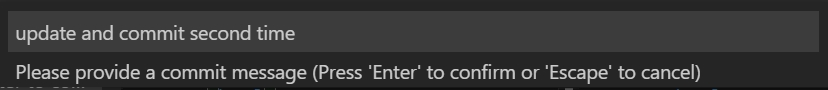 update and commit second time
Please provide a commit message (Press 'Enter' to confirm or 'Escape' to cancel)